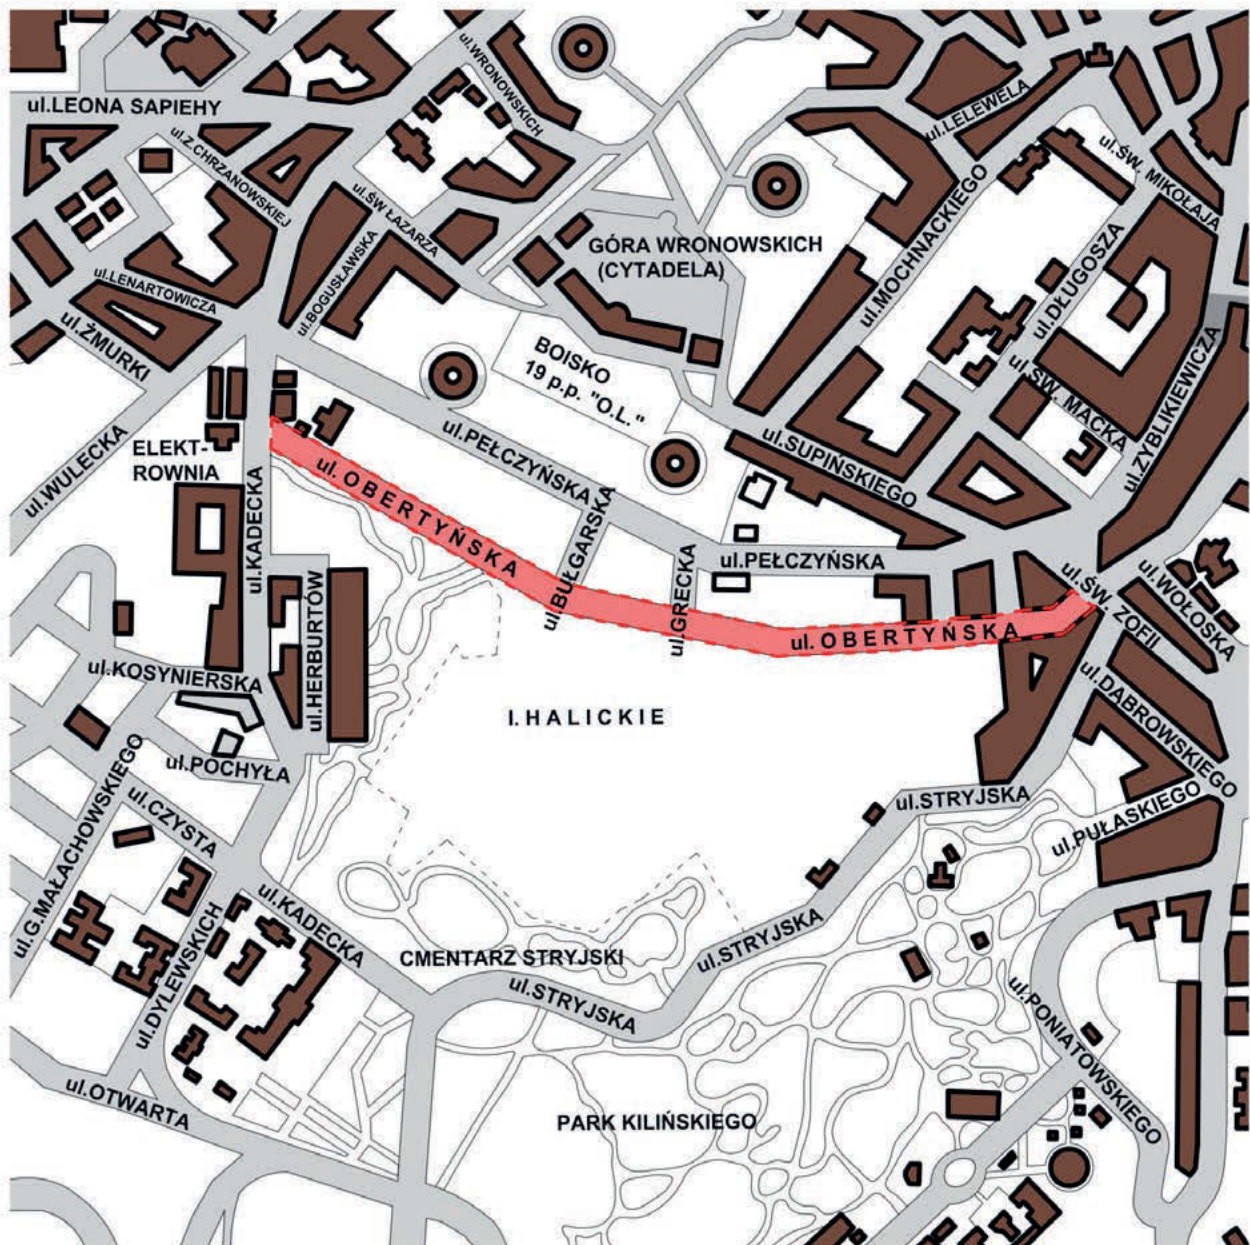 ul.WRONOWSKICH
ul.LEONA SAPIEHY
ul.Z.CHRZANOWSKIEJ
ul.LELEWELA
ul.ŚW. MIKOŁAJA
ul.ŚW ŁAZARZA
ul.MOCHNACKIEGO
GÓRA WRONOWSKICH
(CYTADELA)
ul.DŁUGOSZA
ul.BOGUSŁAWSKA
ul.LENARTOWICZA
ul.ŻMURKI
BOISKO
19 p.p. "O.L."
ul.ŚW. MACKA
ul.ZYBLIKIEWICZA
ul.WULECKA
ELEKT-
ROWNIA
ul.PEŁCZYŃSKA
ul.SUPIŃSKIEGO
ul. OBERTYŃSKA
ul.KADECKA
ul.BUŁGARSKA
ul.GRECKA
ul.PEŁCZYŃSKA
ul.ŚW. ZOFII
ul.WOŁOSKA
ul. OBERTYŃSKA
ul.HERBURTÓW
ul.KOSYNIERSKA
ul.DĄBROWSKIEGO
I.HALICKIE
ul.POCHYŁA
ul.G.MAŁACHOWSKIEGO
ul.CZYSTA
ul.STRYJSKA
ul.PUŁASKIEGO
ul.KADECKA
ul.DYLEWSKICH
CMENTARZ STRYJSKI
ul.STRYJSKA
ul.STRYJSKA
ul.PONIATOWSKIEGO
ul.OTWARTA
PARK KILIŃSKIEGO